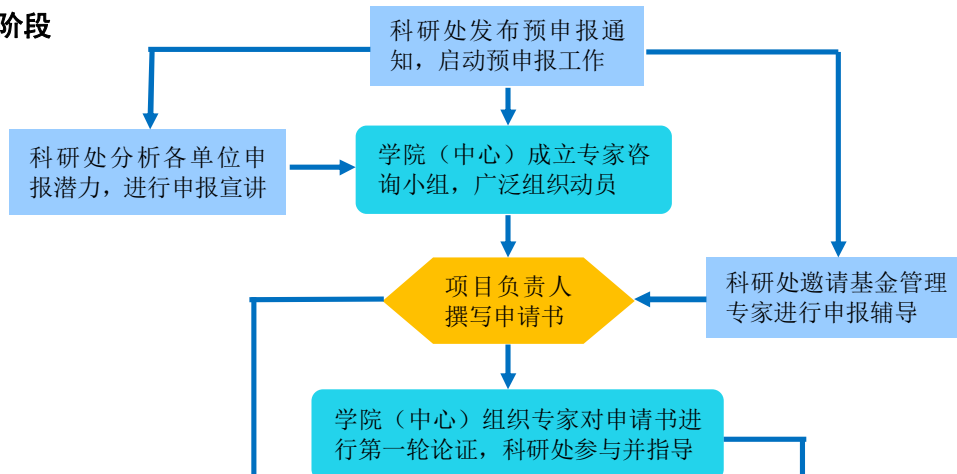 阶段
科研处发布预申报通
知，启动预申报工作
科研处分析各单位申
报潜力，进行申报宣讲
学院（中心）成立专家咨
询小组，广泛组织动员
项目负责人
撰写申请书
科研处邀请基金管理
专家进行申报辅导
学院（中心）组织专家对申请书进
行第一轮论证，科研处参与并指导